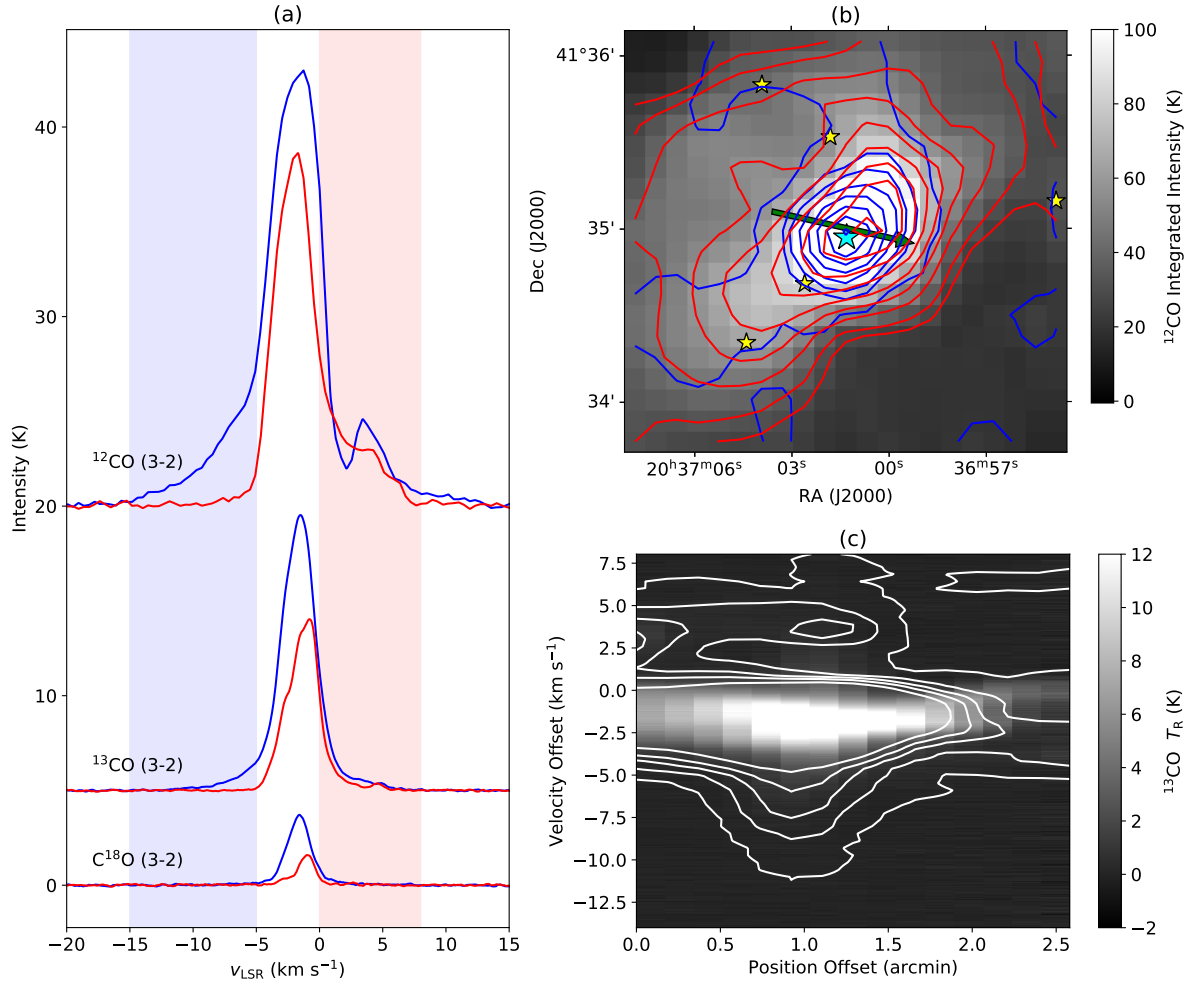 (a)
40
30
20
10
0
Intensity (K)
¹²CO (3-2)
¹³CO (3-2)
C¹⁸O (3-2)
−20 −15 −10 −5 0 5 10 15
v_LSR (km s⁻¹)
(b)
41°36'
35'
34'
Dec (J2000)
20ʰ37ᵐ06ˢ 03ˢ 00ˢ 36ᵐ57ˢ
RA (J2000)
100
80
60
40
20
0
¹²CO Integrated Intensity (K)
(c)
7.5
5.0
2.5
0.0
−2.5
−5.0
−7.5
−10.0
−12.5
Velocity Offset (km s⁻¹)
0.0 0.5 1.0 1.5 2.0 2.5
Position Offset (arcmin)
12
10
8
6
4
2
0
−2
¹³CO T_R (K)